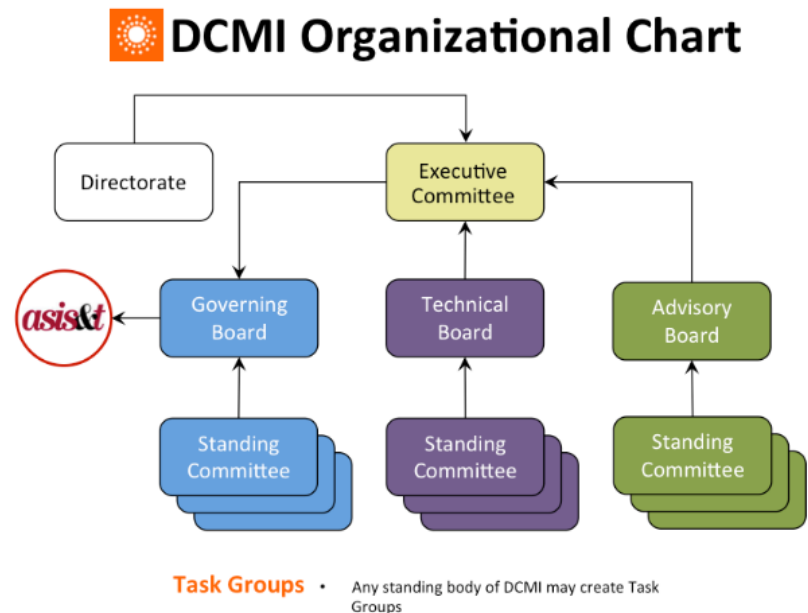 DCMI Organizational Chart
Directorate
Executive
Committee
asis&t
Governing
Board
Technical
Board
Advisory
Board
Standing
Committee
Standing
Committee
Standing
Committee
Task Groups • Any standing body of DCMI may create Task
Groups